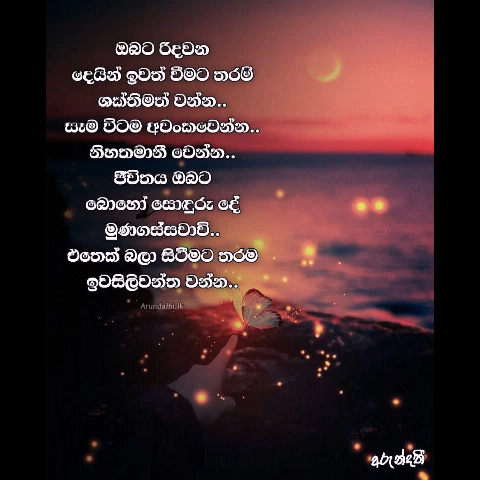 ඔබට රිදවන
දෙයින් ඉවත් වීමට තරම්
ශක්තිමත් වන්න..
සෑම විටම අවංකවෙන්න..
නිහතමානී වෙන්න..
ජීවිතය ඔබට
බොහෝ සොඳුරු දේ
මුණගස්සවාවි..
එතෙක් බලා සිටීමට තරම්
ඉවසිලිවන්ත වන්න..
Arundathi.lk
අරුන්දතී